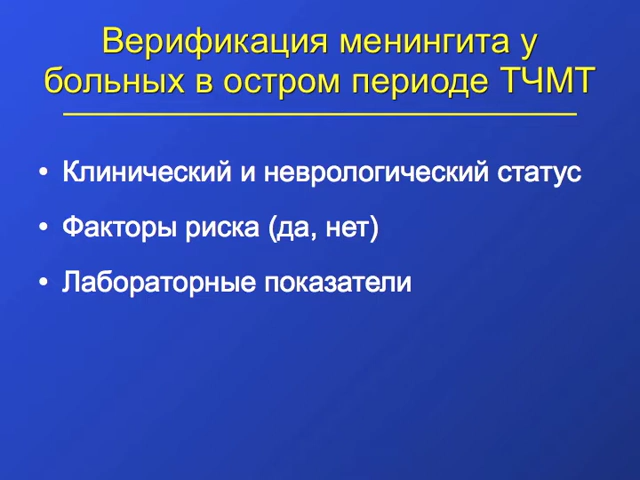 Верификация менингита у
больных в остром периоде ТЧМТ
• Клинический и неврологический статус
• Факторы риска (да, нет)
• Лабораторные показатели